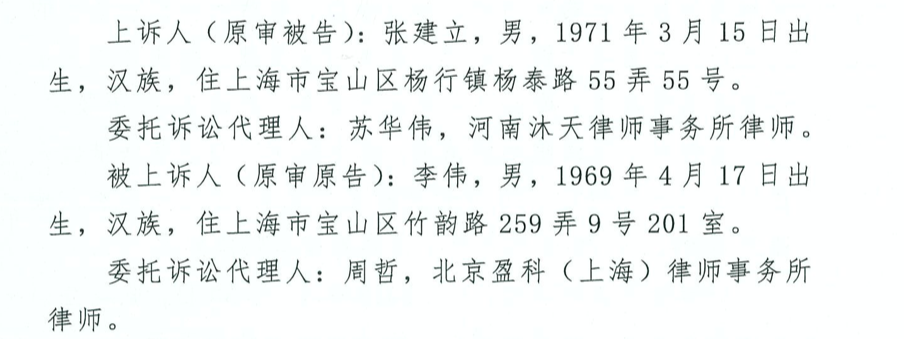 上诉人（原审被告）：张建立，男，1971 年 3 月 15 日出
生，汉族，住上海市宝山区杨行镇杨泰路 55 弄 55 号。
委托诉讼代理人：苏华伟，河南沐天律师事务所律师。
被上诉人（原审原告）：李伟，男，1969 年 4 月 17 日出
生，汉族，住上海市宝山区竹韵路 259 弄 9 号 201 室。
委托诉讼代理人：周哲，北京盈科（上海）律师事务所
律师。